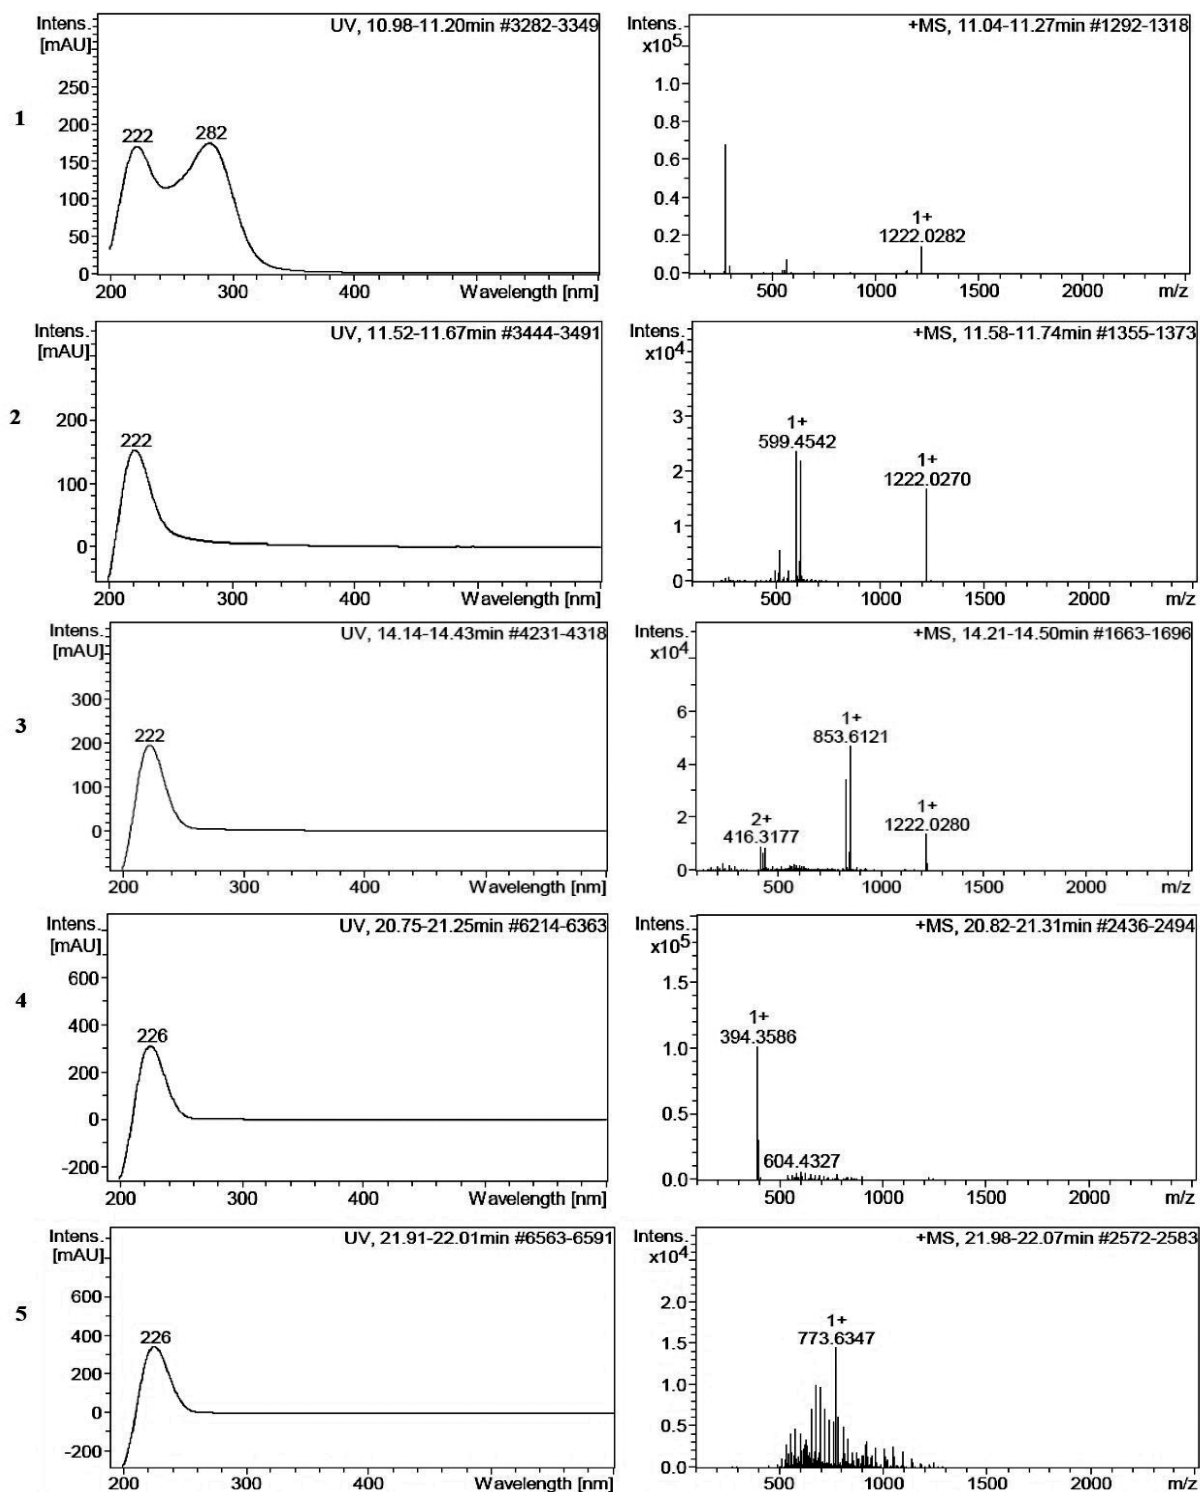 1
Intens.
[mAU]
UV, 10.98-11.20min #3282-3349
250
200
150
100
50
0
222
282
200
300
400
Wavelength [nm]
Intens.
x10⁵
+MS, 11.04-11.27min #1292-1318
1.0
0.8
0.6
0.4
0.2
0.0
1+
1222.0282
500
1000
1500
2000
m/z
2
Intens.
[mAU]
UV, 11.52-11.67min #3444-3491
200
100
0
222
200
300
400
Wavelength [nm]
Intens.
x10⁴
+MS, 11.58-11.74min #1355-1373
3
2
1
0
1+
599.4542
1+
1222.0270
500
1000
1500
2000
m/z
3
Intens.
[mAU]
UV, 14.14-14.43min #4231-4318
300
200
100
0
222
200
300
400
Wavelength [nm]
Intens.
x10⁴
+MS, 14.21-14.50min #1663-1696
6
4
2
0
1+
853.6121
2+
416.3177
1+
1222.0280
500
1000
1500
2000
m/z
4
Intens.
[mAU]
UV, 20.75-21.25min #6214-6363
600
400
200
0
-200
226
200
300
400
Wavelength [nm]
Intens.
x10⁵
+MS, 20.82-21.31min #2436-2494
1.5
1.0
0.5
0.0
1+
394.3586
604.4327
500
1000
1500
2000
m/z
5
Intens.
[mAU]
UV, 21.91-22.01min #6563-6591
600
400
200
0
-200
226
200
300
400
Wavelength [nm]
Intens.
x10⁴
+MS, 21.98-22.07min #2572-2583
2.0
1.5
1.0
0.5
0.0
1+
773.6347
500
1000
1500
2000
m/z